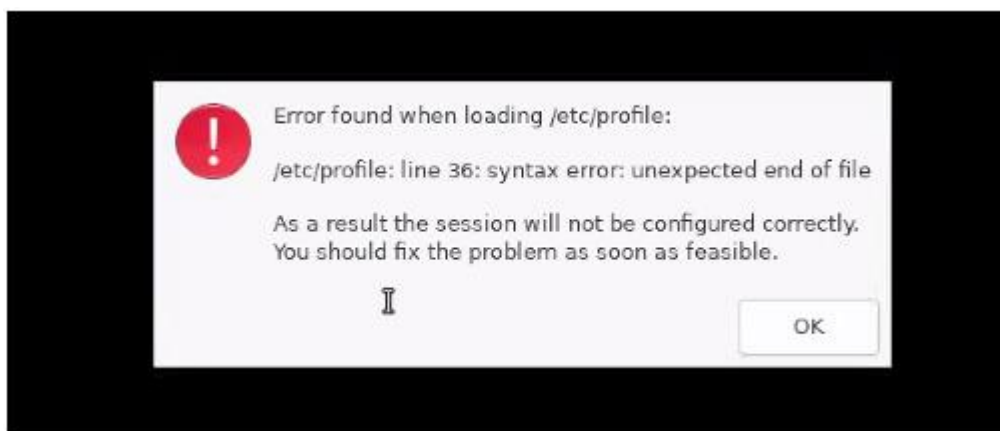 Error found when loading /etc/profile:
/etc/profile: line 36: syntax error: unexpected end of file
As a result the session will not be configured correctly.
You should fix the problem as soon as feasible.
OK